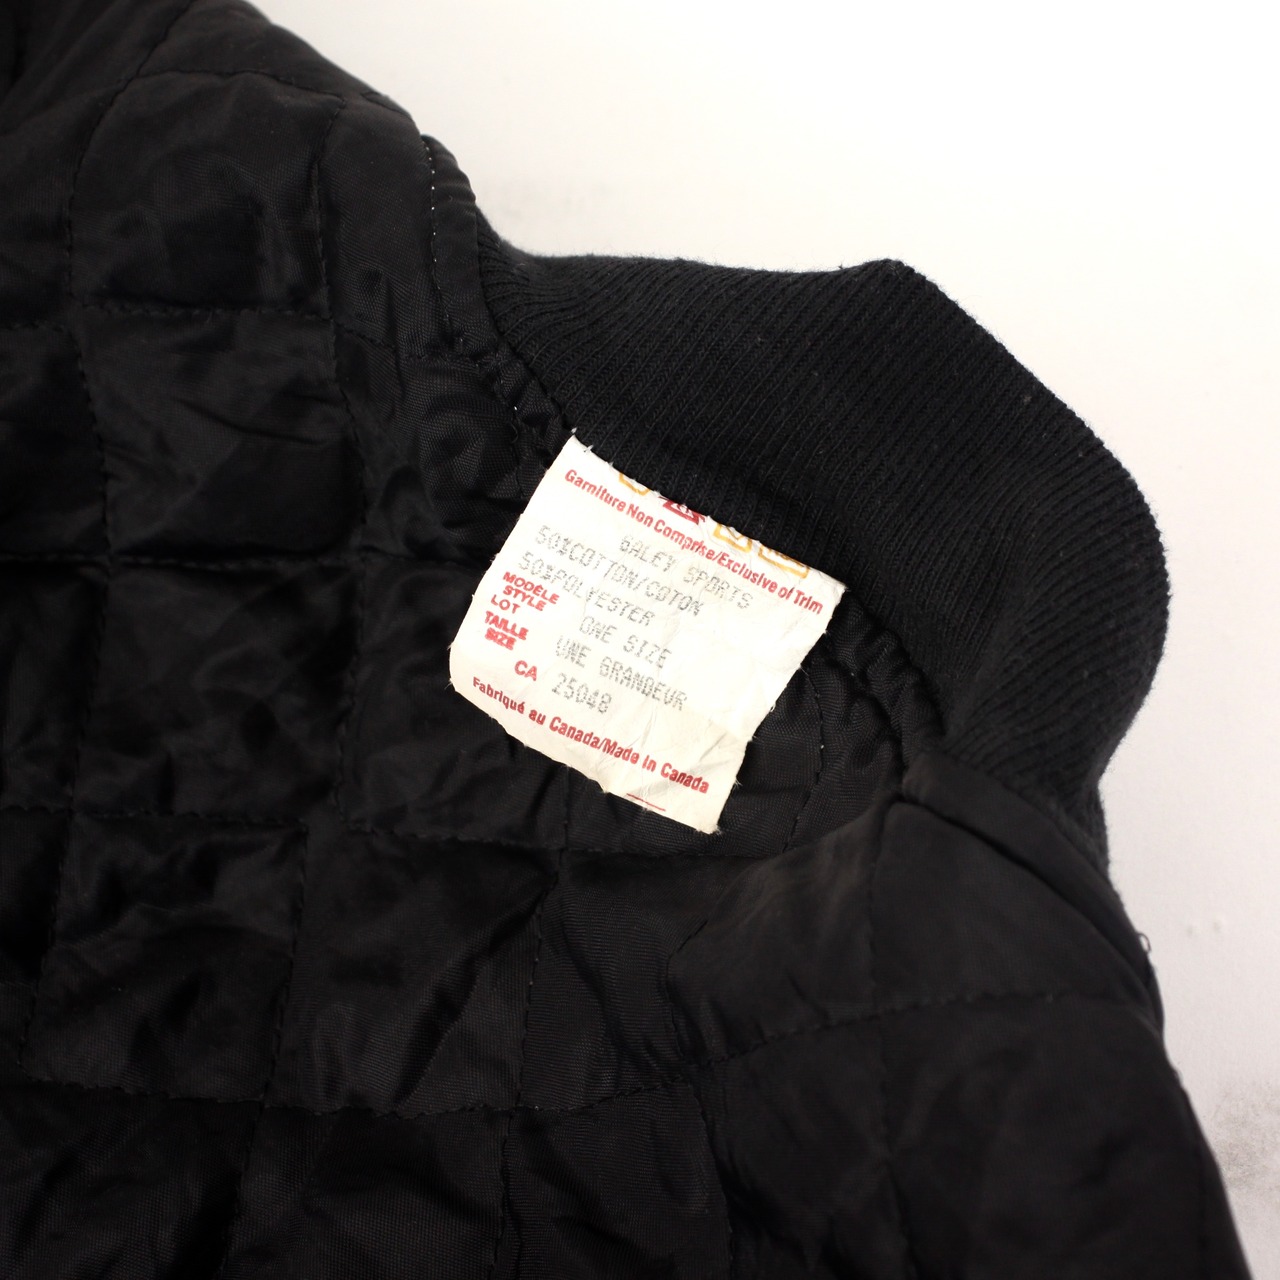 Garniture Non Comprise/Exclusive of Trim
GALEY SPORTS
50%COTTON/COTON
50%POLYESTER
MODÈLE
STYLE
LOT
ONE SIZE
TAILLE
SIZE
UNE GRANDEUR
CA 25048
Fabriqué au Canada/Made in Canada